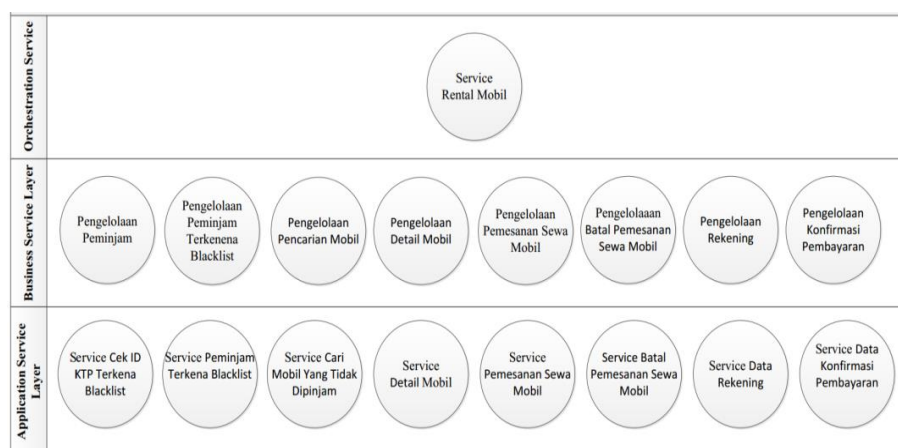 Orchestration Service
Service
Rental Mobil
Business Service Layer
Pengelolaan
Peminjam
Pengelolaan
Peminjam
Terkenena
Blacklist
Pengelolaan
Pencarian Mobil
Pengelolaan
Detail Mobil
Pengelolaan
Pemesanan Sewa
Mobil
Pengelolaaan
Batal Pemesanan
Sewa Mobil
Pengelolaan
Rekening
Pengelolaan
Konfirmasi
Pembayaran
Application Service
Layer
Service Cek ID
KTP Terkena
Blacklist
Service Peminjam
Terkena Blacklist
Service Cari
Mobil Yang Tidak
Dipinjam
Service
Detail Mobil
Service
Pemesanan Sewa
Mobil
Service Batal
Pemesanan Sewa
Mobil
Service Data
Rekening
Service Data
Konfirmasi
Pembayaran